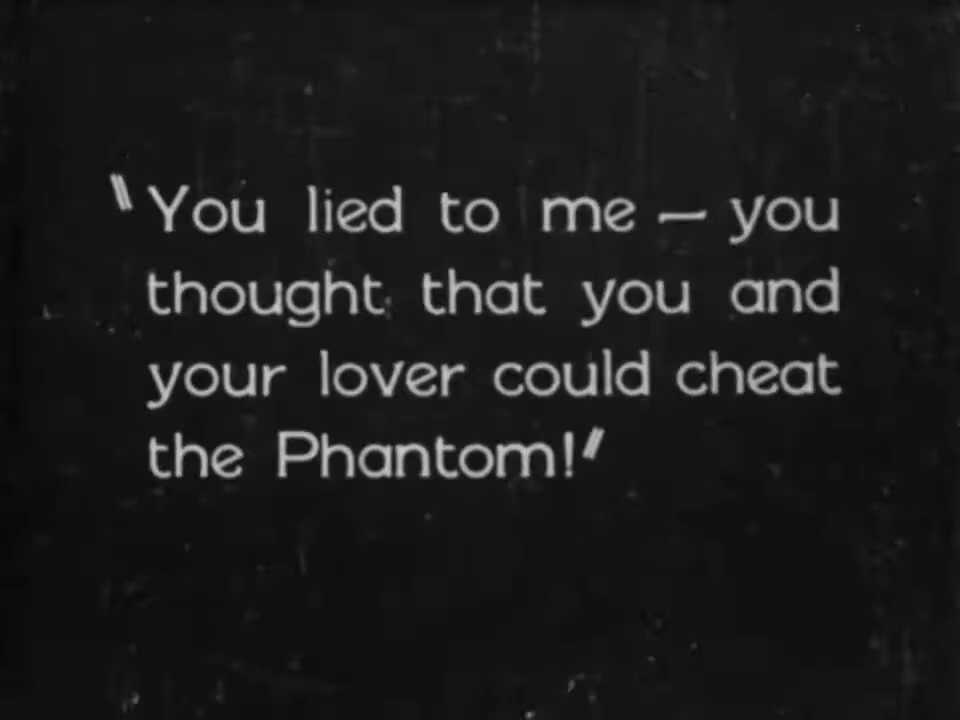 "You lied to me — you
thought that you and
your lover could cheat
the Phantom!"